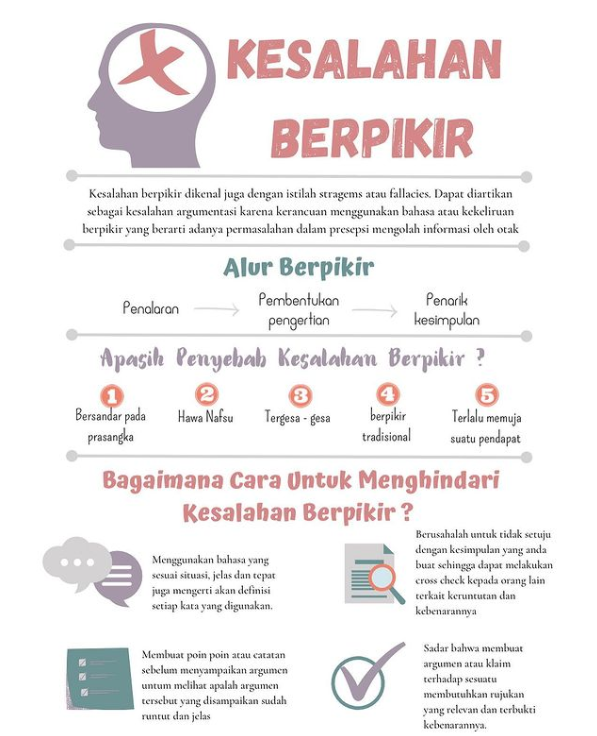 KESALAHAN
BERPIKIR
Kesalahan berpikir dikenal juga dengan istilah stragems atau fallacies. Dapat diartikan
sebagai kesalahan argumentasi karena kerancuan menggunakan bahasa atau kekeliruan
berpikir yang berarti adanya permasalahan dalam presepsi mengolah informasi oleh otak
Alur Berpikir
Penalaran
Pembentukan
pengertian
Penarik
kesimpulan
Apasih Penyebab Kesalahan Berpikir ?
1
Bersandar pada
prasangka
2
Hawa Nafsu
3
Tergesa - gesa
4
berpikir
tradisional
5
Terlalu memuja
suatu pendapat
Bagaimana Cara Untuk Menghindari
Kesalahan Berpikir ?
Menggunakan bahasa yang
sesuai situasi, jelas dan tepat
juga mengerti akan definisi
setiap kata yang digunakan.
Berusahalah untuk tidak setuju
dengan kesimpulan yang anda
buat sehingga dapat melakukan
cross check kepada orang lain
terkait keruntutan dan
kebenarannya
Membuat poin poin atau catatan
sebelum menyampaikan argumen
untum melihat apalah argumen
tersebut yang disampaikan sudah
runtut dan jelas
Sadar bahwa membuat
argumen atau klaim
terhadap sesuatu
membutuhkan rujukan
yang relevan dan terbukti
kebenarannya.